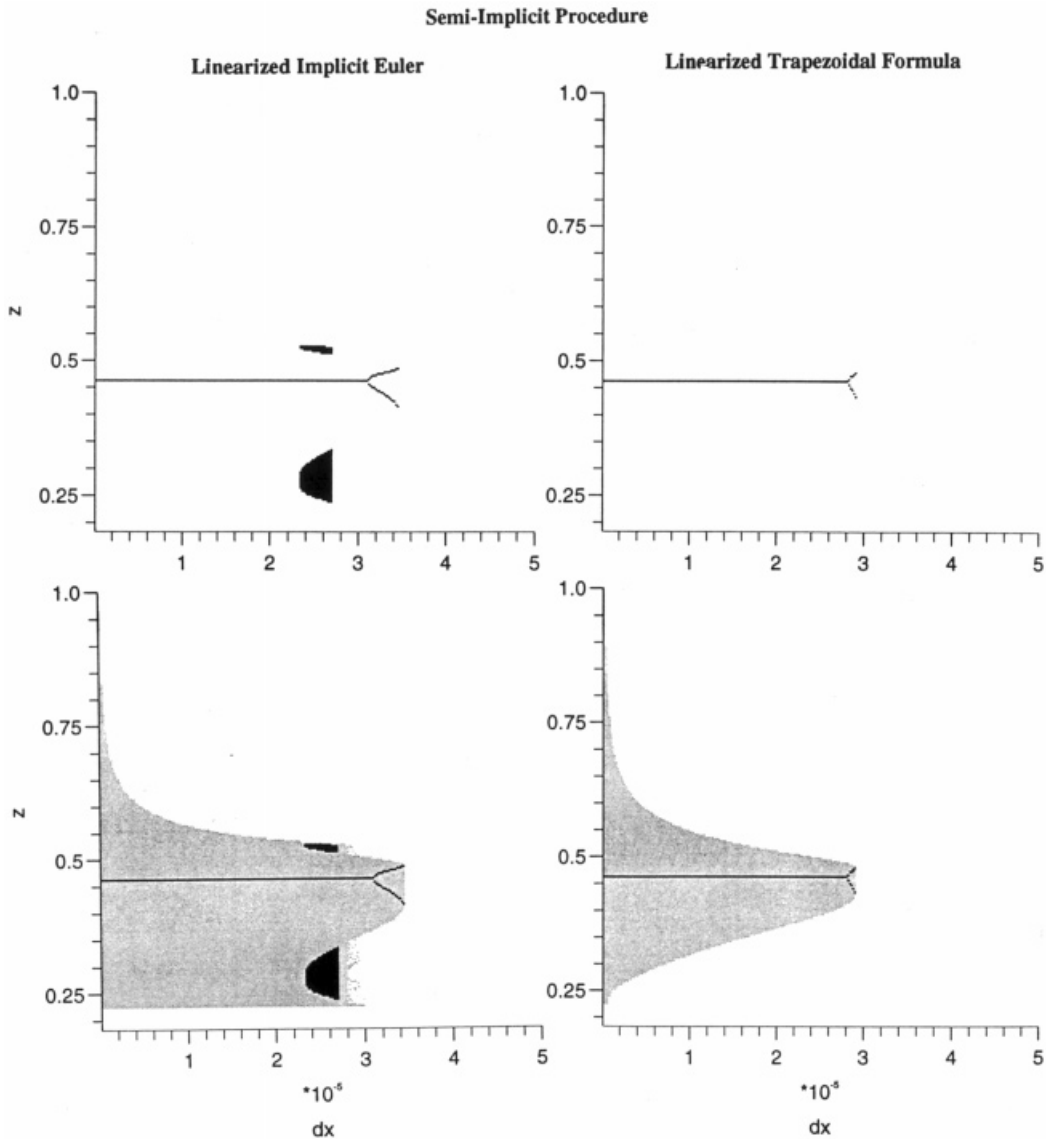 Semi-Implicit Procedure
Linearized Implicit Euler
Linearized Trapezoidal Formula
1.0
0.75
0.5
0.25
z
1 2 3 4 5
1.0
0.75
0.5
0.25
1 2 3 4 5
1.0
0.75
0.5
0.25
z
1 2 3 4 5
*10⁻⁵
dx
1.0
0.75
0.5
0.25
1 2 3 4 5
*10⁻⁵
dx